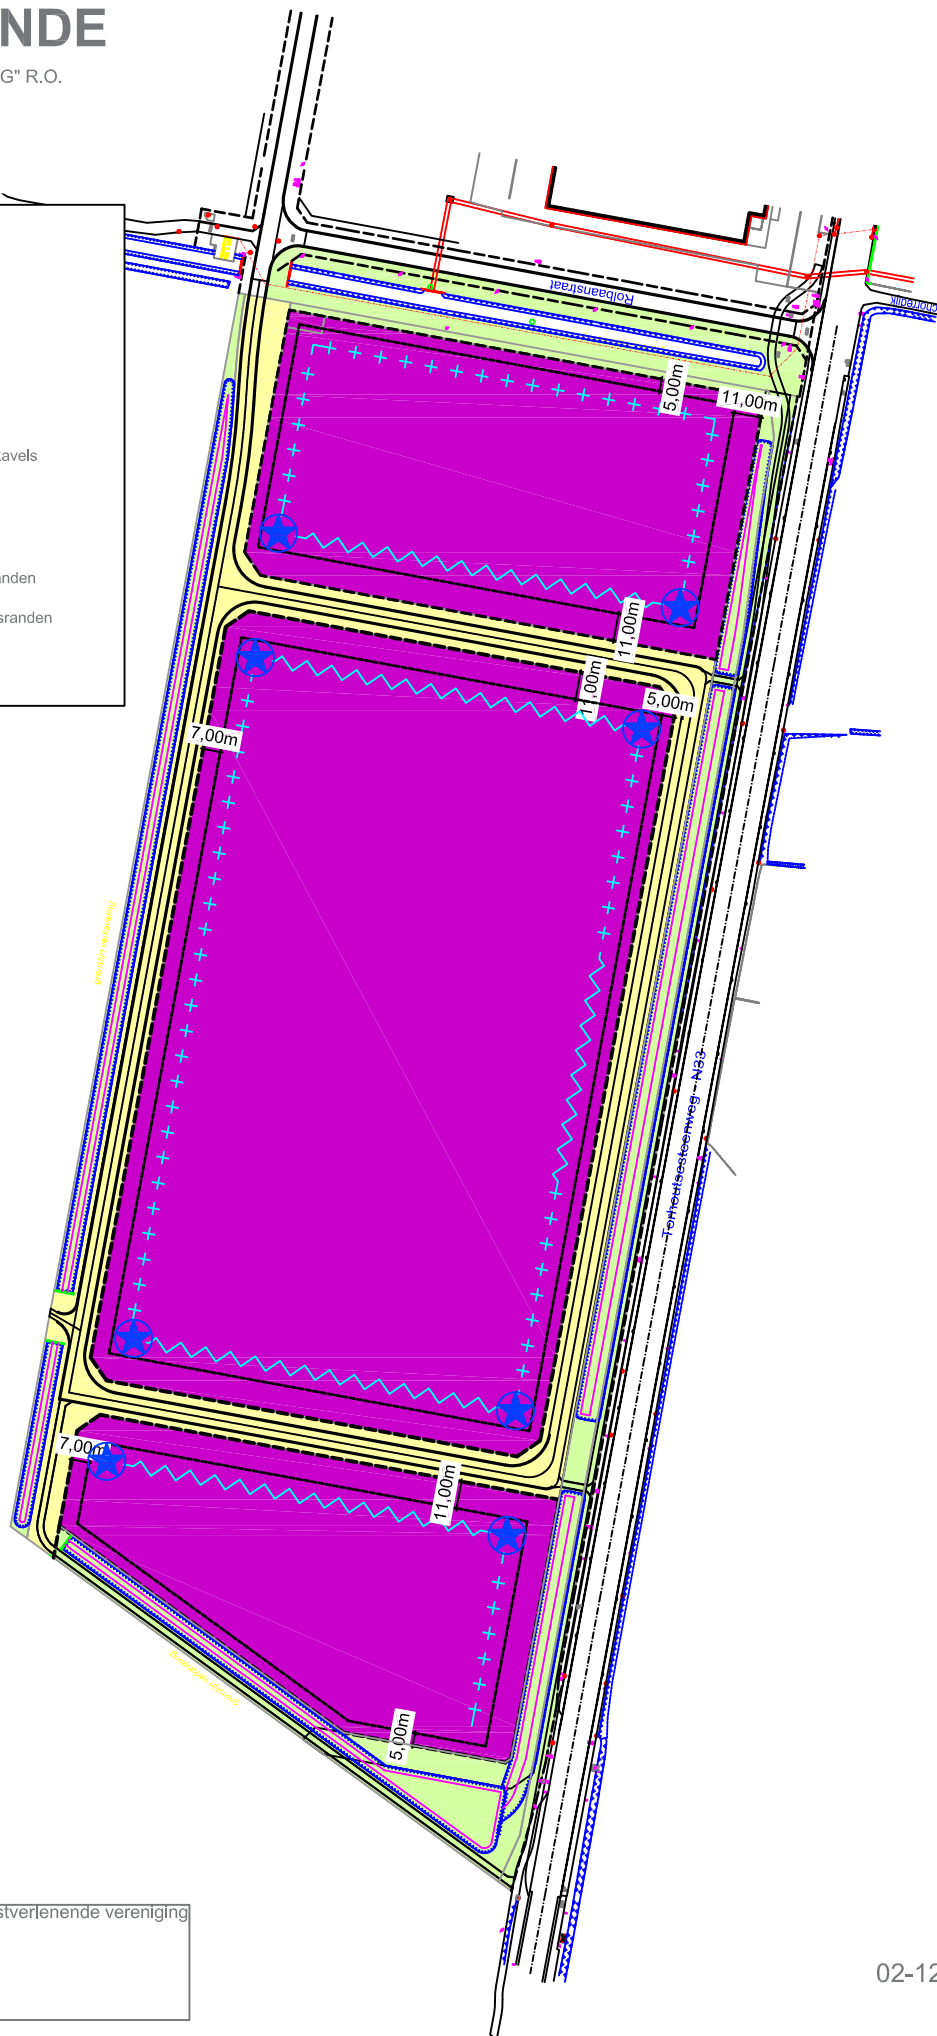 NDE
G" R.O.
Rolbaanstraat
5,00m
11,00m
avels
anden
sranden
11,00m
11,00m
5,00m
7,00m
Torhoutsesteenweg - N33
7,00m
11,00m
5,00m
stverlenende vereniging
02-12